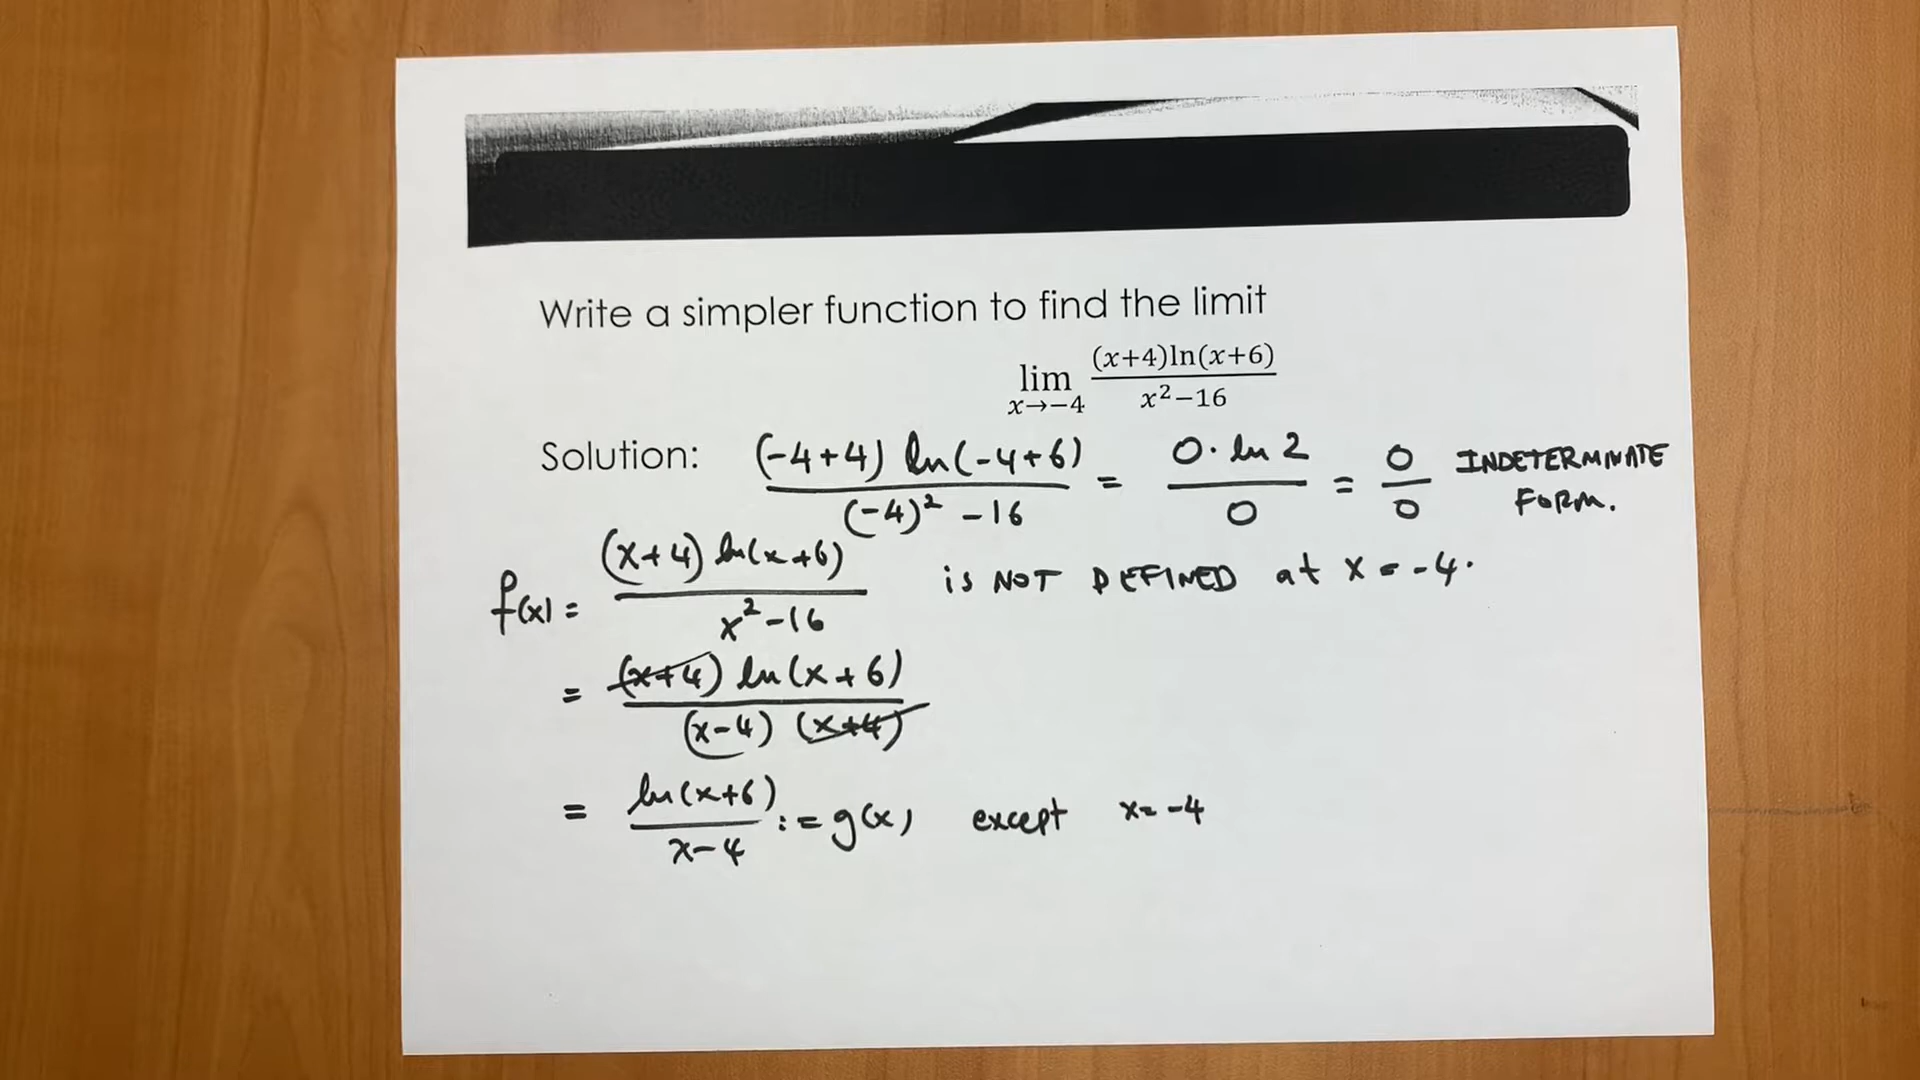 Write a simpler function to find the limit
lim x→−4 (x+4)ln(x+6) / x²−16
Solution: (-4+4) ln(-4+6) / (-4)² -16 = 0· ln 2 / 0 = 0/0 INDETERMINATE FORM.
f(x) = (x+4) ln(x+6) / x²-16 is NOT DEFINED at x = -4.
= (x+4) ln(x+6) / (x-4) (x+4)
= ln(x+6) / x-4 := g(x), except x= -4